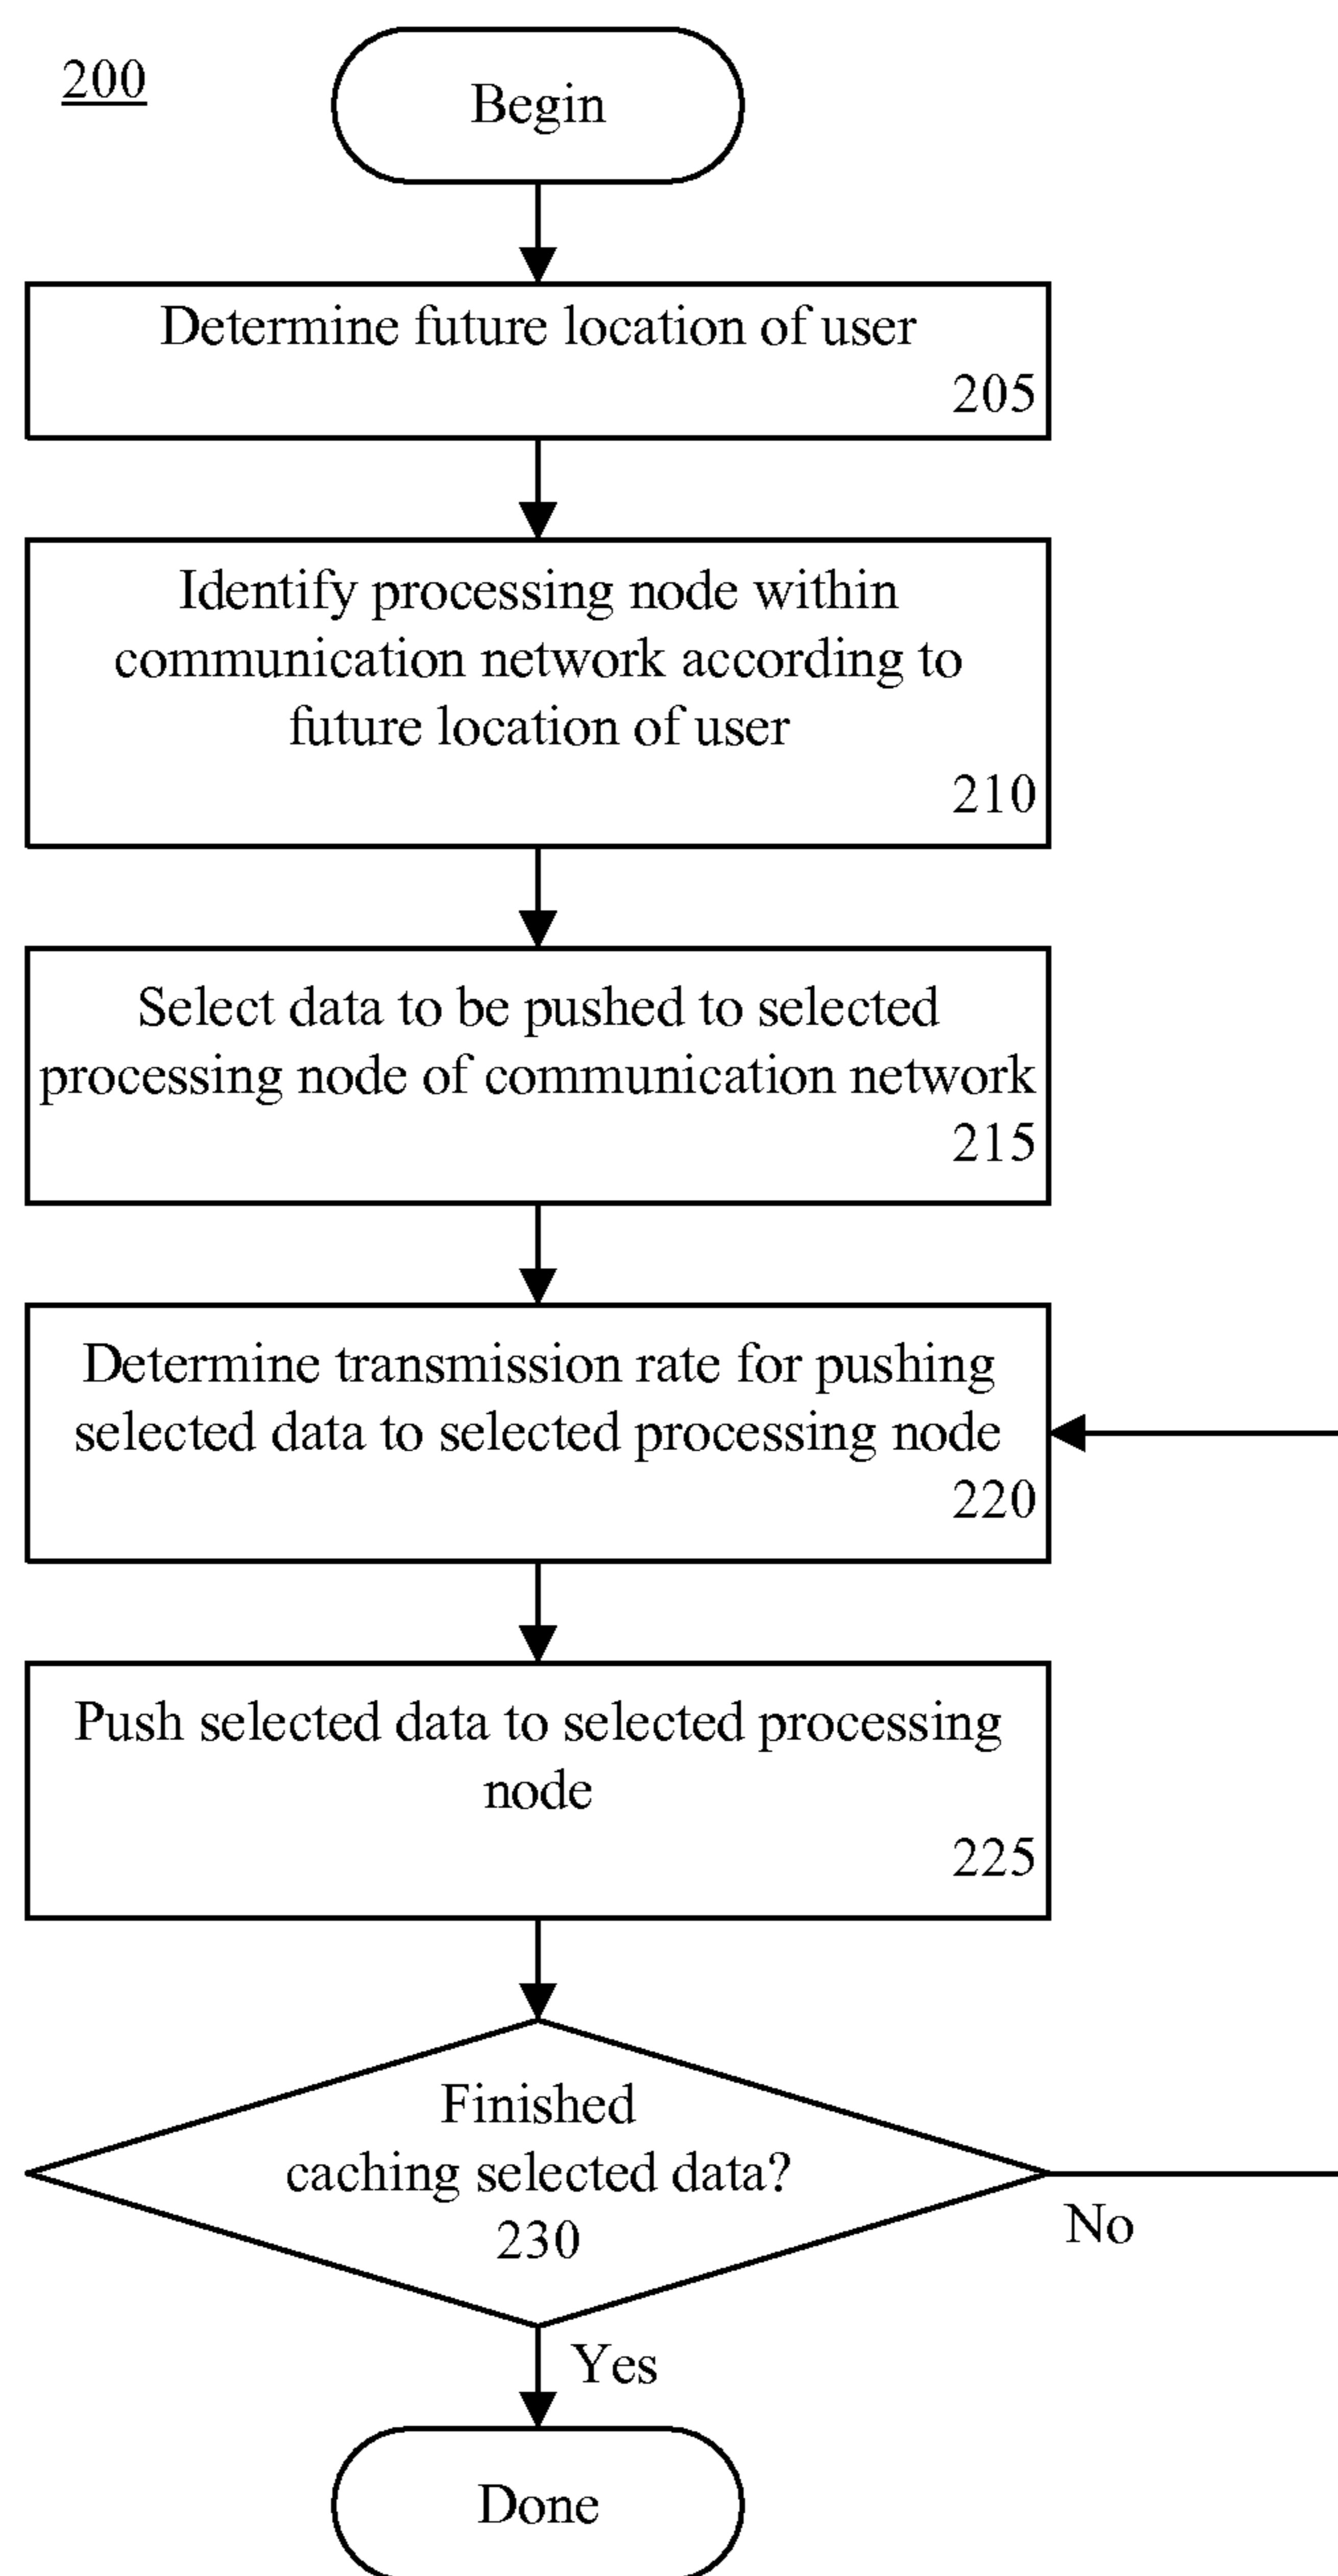 200
Begin
Determine future location of user
205
Identify processing node within
communication network according to
future location of user
210
Select data to be pushed to selected
processing node of communication network
215
Determine transmission rate for pushing
selected data to selected processing node
220
Push selected data to selected processing
node
225
Finished
caching selected data?
230
No
Yes
Done